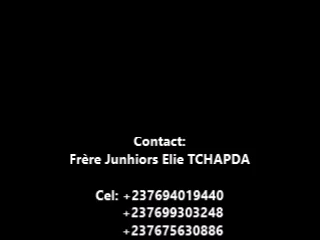 Contact:
Frère Junhiors Elie TCHAPDA
Cel: +237694019440
+237699303248
+237675630886